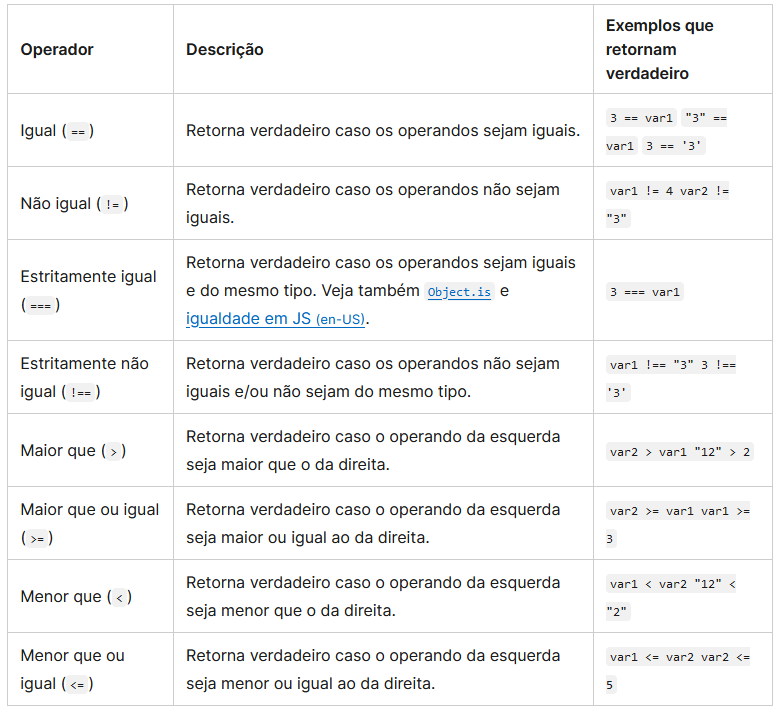 Operador
Descrição
Exemplos que
retornam
verdadeiro
Igual (==)
Retorna verdadeiro caso os operandos sejam iguais.
3 == var1 "3" ==
var1 3 == '3'
Não igual (!=)
Retorna verdadeiro caso os operandos não sejam
iguais.
var1 != 4 var2 !=
"3"
Estritamente igual
(===)
Retorna verdadeiro caso os operandos sejam iguais
e do mesmo tipo. Veja também Object.is e
igualdade em JS (en-US).
3 === var1
Estritamente não
igual (!==)
Retorna verdadeiro caso os operandos não sejam
iguais e/ou não sejam do mesmo tipo.
var1 !== "3" 3 !==
'3'
Maior que (>)
Retorna verdadeiro caso o operando da esquerda
seja maior que o da direita.
var2 > var1 "12" > 2
Maior que ou igual
(>=)
Retorna verdadeiro caso o operando da esquerda
seja maior ou igual ao da direita.
var2 >= var1 var1 >=
3
Menor que (<)
Retorna verdadeiro caso o operando da esquerda
seja menor que o da direita.
var1 < var2 "12" <
"2"
Menor que ou
igual (<=)
Retorna verdadeiro caso o operando da esquerda
seja menor ou igual ao da direita.
var1 <= var2 var2 <=
5